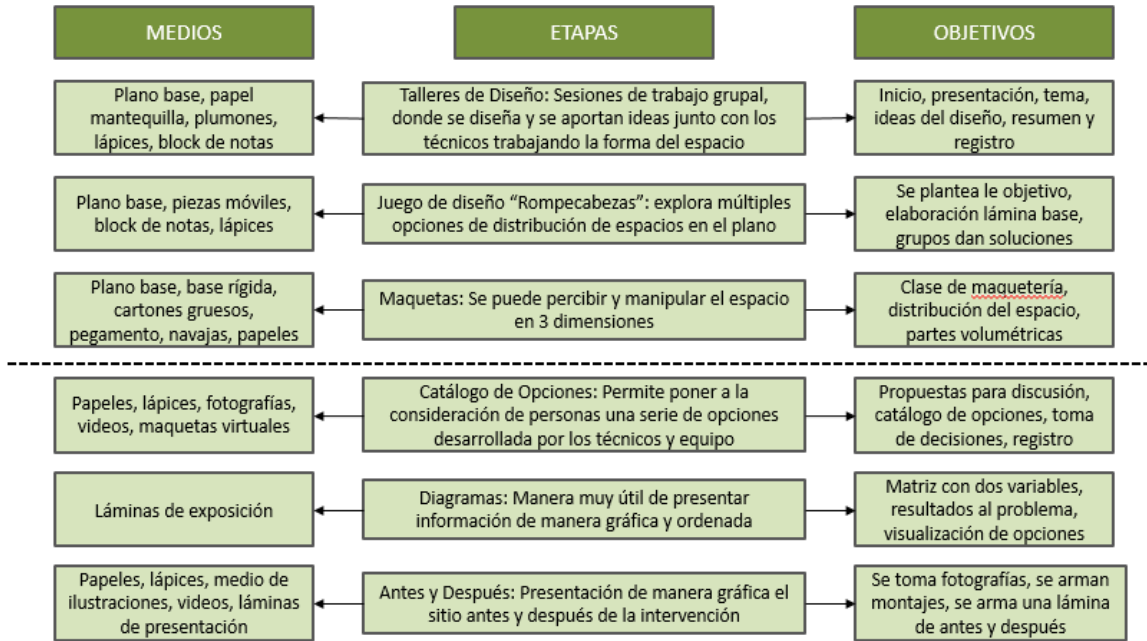 MEDIOS
ETAPAS
OBJETIVOS
Plano base, papel
mantequilla, plumones,
lápices, block de notas
Talleres de Diseño: Sesiones de trabajo grupal,
donde se diseña y se aportan ideas junto con los
técnicos trabajando la forma del espacio
Inicio, presentación, tema,
ideas del diseño, resumen y
registro
Plano base, piezas móviles,
block de notas, lápices
Juego de diseño “Rompecabezas”: explora múltiples
opciones de distribución de espacios en el plano
Se plantea le objetivo,
elaboración lámina base,
grupos dan soluciones
Plano base, base rígida,
cartones gruesos,
pegamento, navajas, papeles
Maquetas: Se puede percibir y manipular el espacio
en 3 dimensiones
Clase de maquetería,
distribución del espacio,
partes volumétricas
Papeles, lápices, fotografías,
videos, maquetas virtuales
Catálogo de Opciones: Permite poner a la
consideración de personas una serie de opciones
desarrollada por los técnicos y equipo
Propuestas para discusión,
catálogo de opciones, toma
de decisiones, registro
Láminas de exposición
Diagramas: Manera muy útil de presentar
información de manera gráfica y ordenada
Matriz con dos variables,
resultados al problema,
visualización de opciones
Papeles, lápices, medio de
ilustraciones, videos, láminas
de presentación
Antes y Después: Presentación de manera gráfica el
sitio antes y después de la intervención
Se toma fotografías, se arman
montajes, se arma una lámina
de antes y después